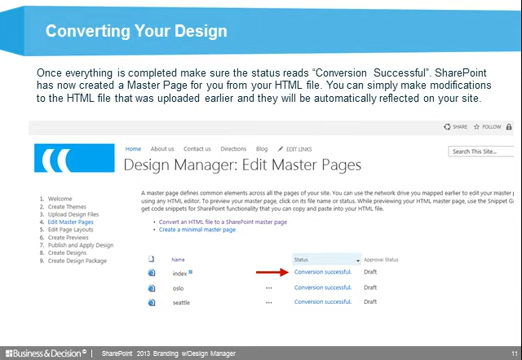 Converting Your Design
Once everything is completed make sure the status reads “Conversion Successful”. SharePoint
has now created a Master Page for you from your HTML file. You can simply make modifications
to the HTML file that was uploaded earlier and they will be automatically reflected on your site.
SHARE FOLLOW
Home About us Contact us Directions Blog EDIT LINKS
Search This Site...
Design Manager: Edit Master Pages
1. Welcome
2. Create Themes
3. Upload Design Files
4. Edit Master Pages
5. Edit Page Layouts
6. Create Previews
7. Publish and Apply Design
8. Create Designs
9. Create Design Package
A master page defines common elements across all the pages of your site. You can use the network drive you mapped earlier to edit your master
using any HTML editor. To preview your master page, click on its file name or status. While previewing your HTML master page, use the Snippet
get code snippets for SharePoint functionality that you can copy and paste into your HTML file.
• Convert an HTML file to a SharePoint master page
• Create a minimal master page
Name Status Approval Status
index Conversion successful. Draft
oslo ... Conversion successful. Draft
seattle ... Conversion successful. Draft
Business & Decision © SharePoint 2013 Branding w/Design Manager 11